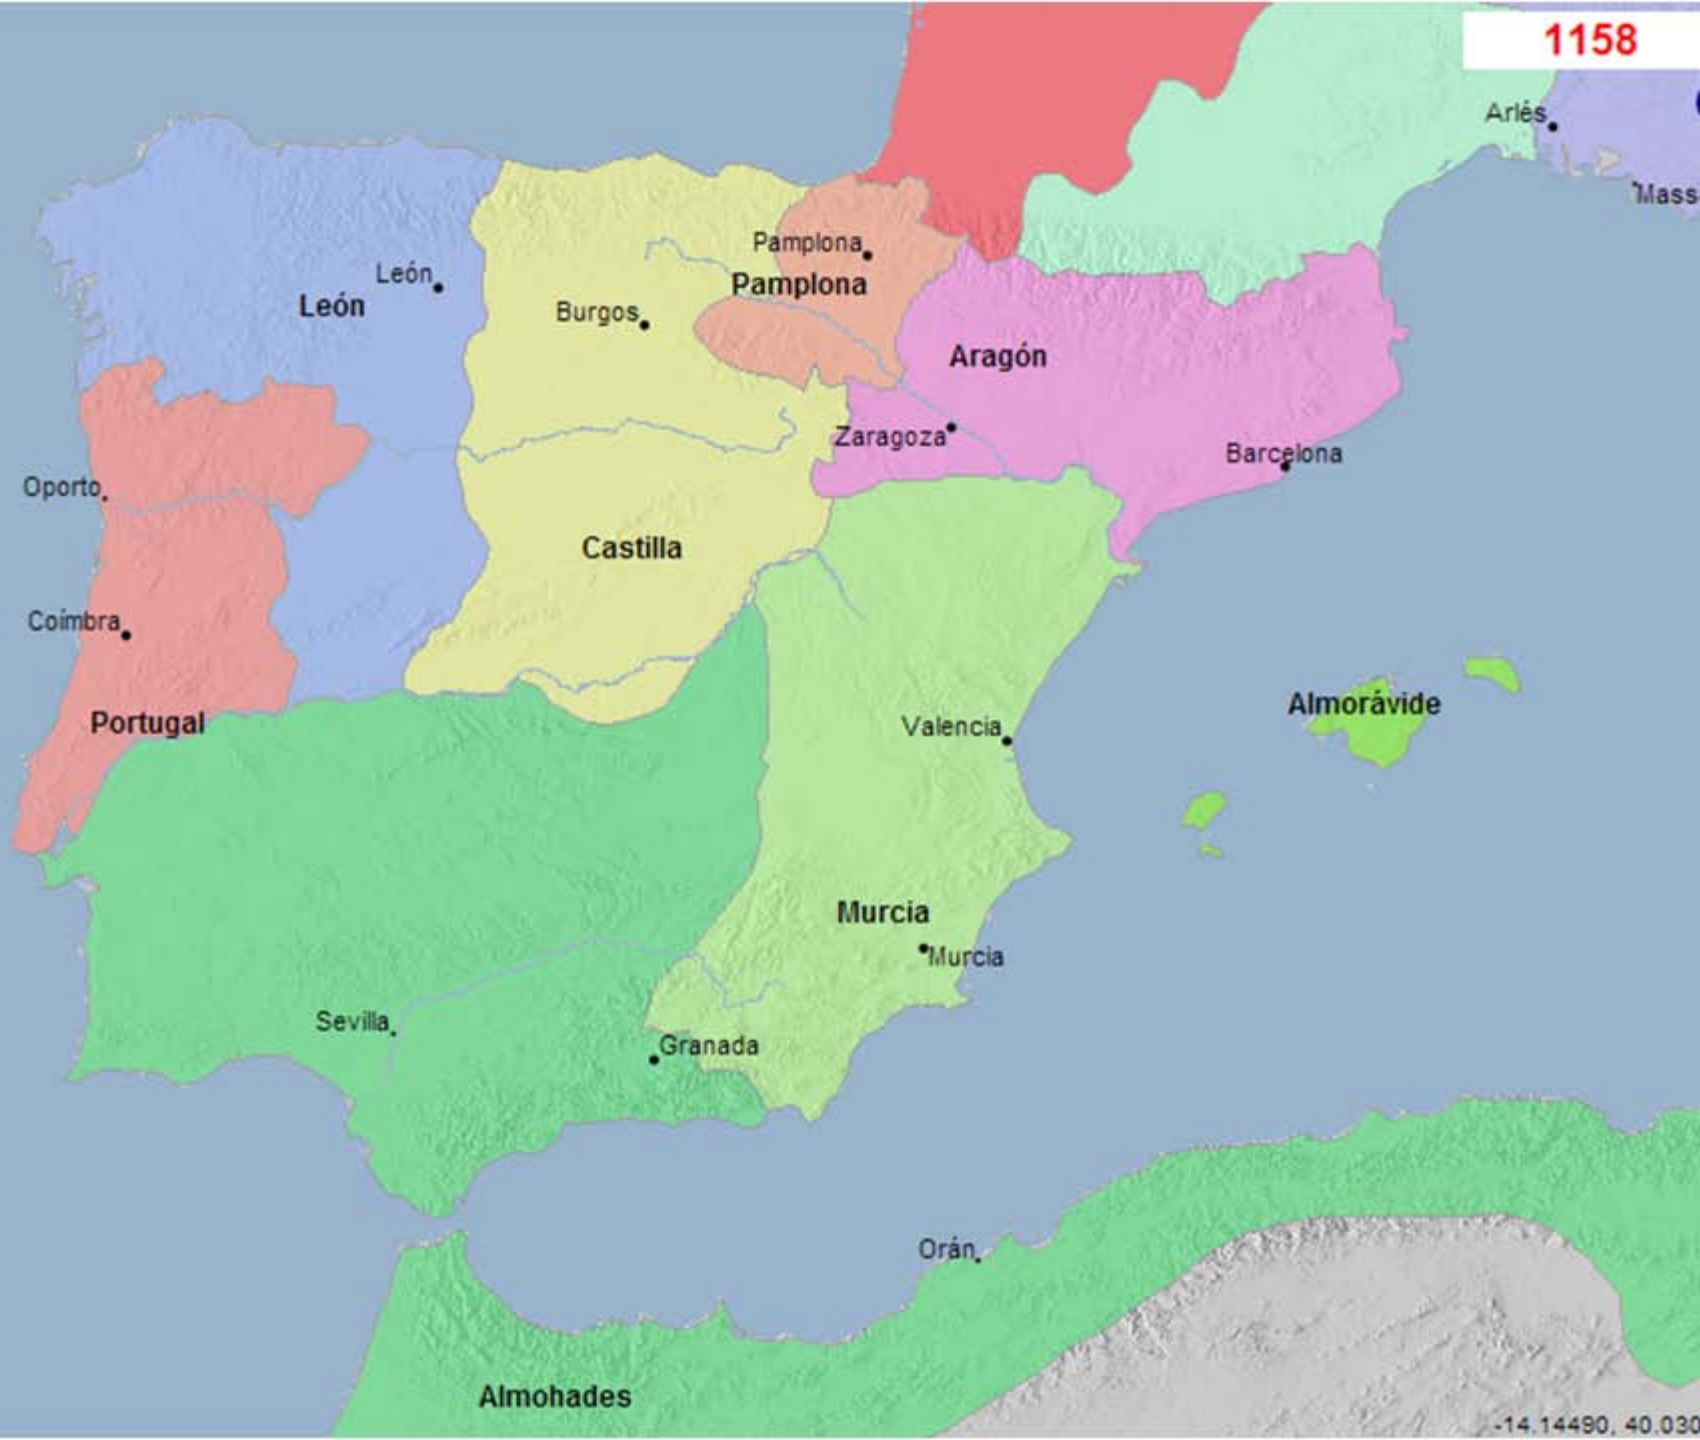 1158
Arlés
Mass
León
León
Pamplona
Pamplona
Burgos
Aragón
Zaragoza
Barcelona
Oporto
Castilla
Coímbra
Portugal
Almorávide
Valencia
Murcia
Murcia
Sevilla
Granada
Orán
Almohades
-14.14490, 40.030